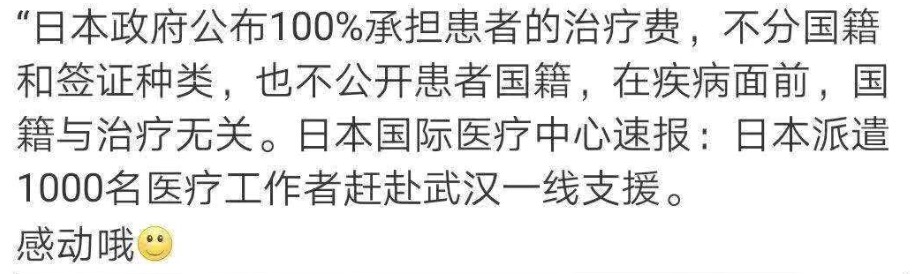 “日本政府公布100%承担患者的治疗费，不分国籍
和签证种类，也不公开患者国籍，在疾病面前，国
籍与治疗无关。日本国际医疗中心速报：日本派遣
1000名医疗工作者赶赴武汉一线支援。
感动哦🙂